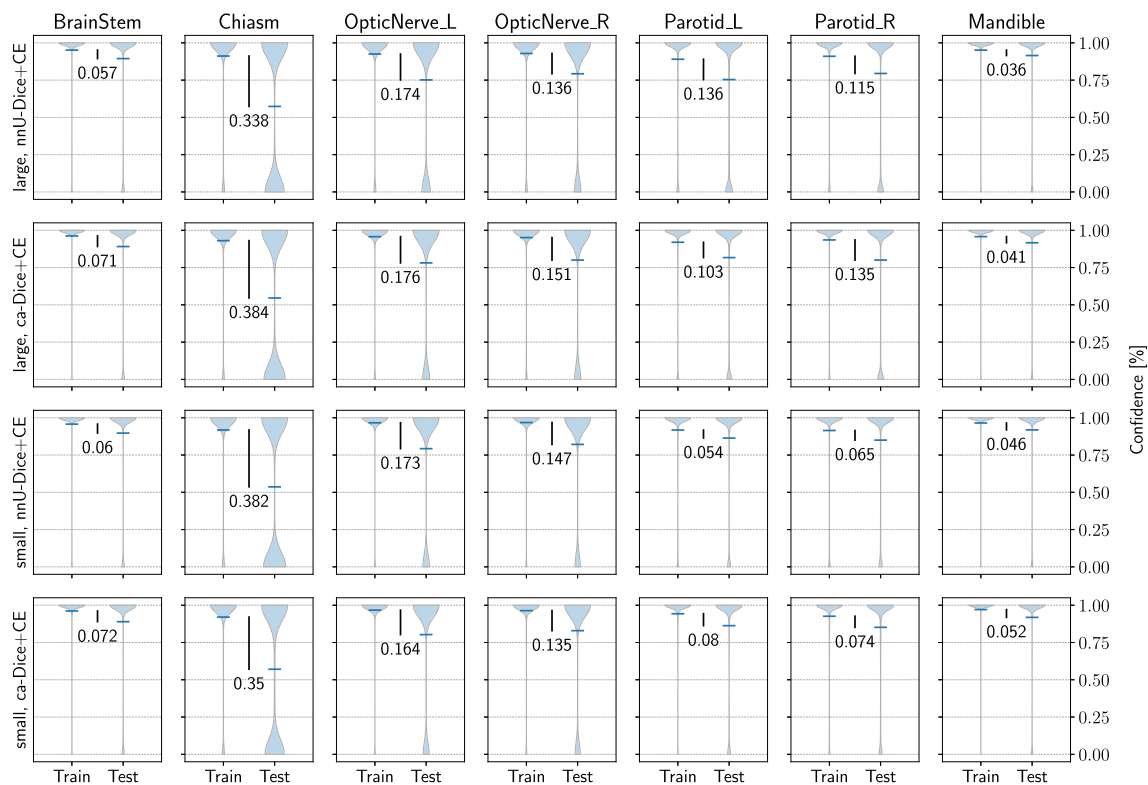 BrainStem Chiasm OpticNerve_L OpticNerve_R Parotid_L Parotid_R Mandible
large, nnU-Dice+CE
0.057 0.338 0.174 0.136 0.136 0.115 0.036
1.00
0.75
0.50
0.25
0.00
large, ca-Dice+CE
0.071 0.384 0.176 0.151 0.103 0.135 0.041
1.00
0.75
0.50
0.25
0.00
small, nnU-Dice+CE
0.06 0.382 0.173 0.147 0.054 0.065 0.046
1.00
0.75
0.50
0.25
0.00
small, ca-Dice+CE
0.072 0.35 0.164 0.135 0.08 0.074 0.052
1.00
0.75
0.50
0.25
0.00
Train Test Train Test Train Test Train Test Train Test Train Test Train Test
Confidence [%]